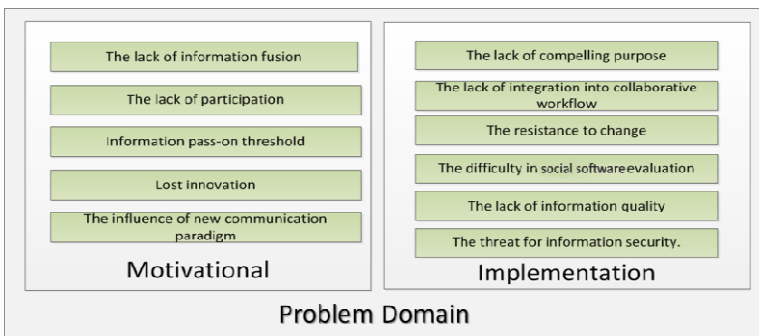 The lack of information fusion
The lack of participation
Information pass-on threshold
Lost innovation
The influence of new communication
paradigm
Motivational
The lack of compelling purpose
The lack of integration into collaborative
workflow
The resistance to change
The difficulty in social software evaluation
The lack of information quality
The threat for information security.
Implementation
Problem Domain